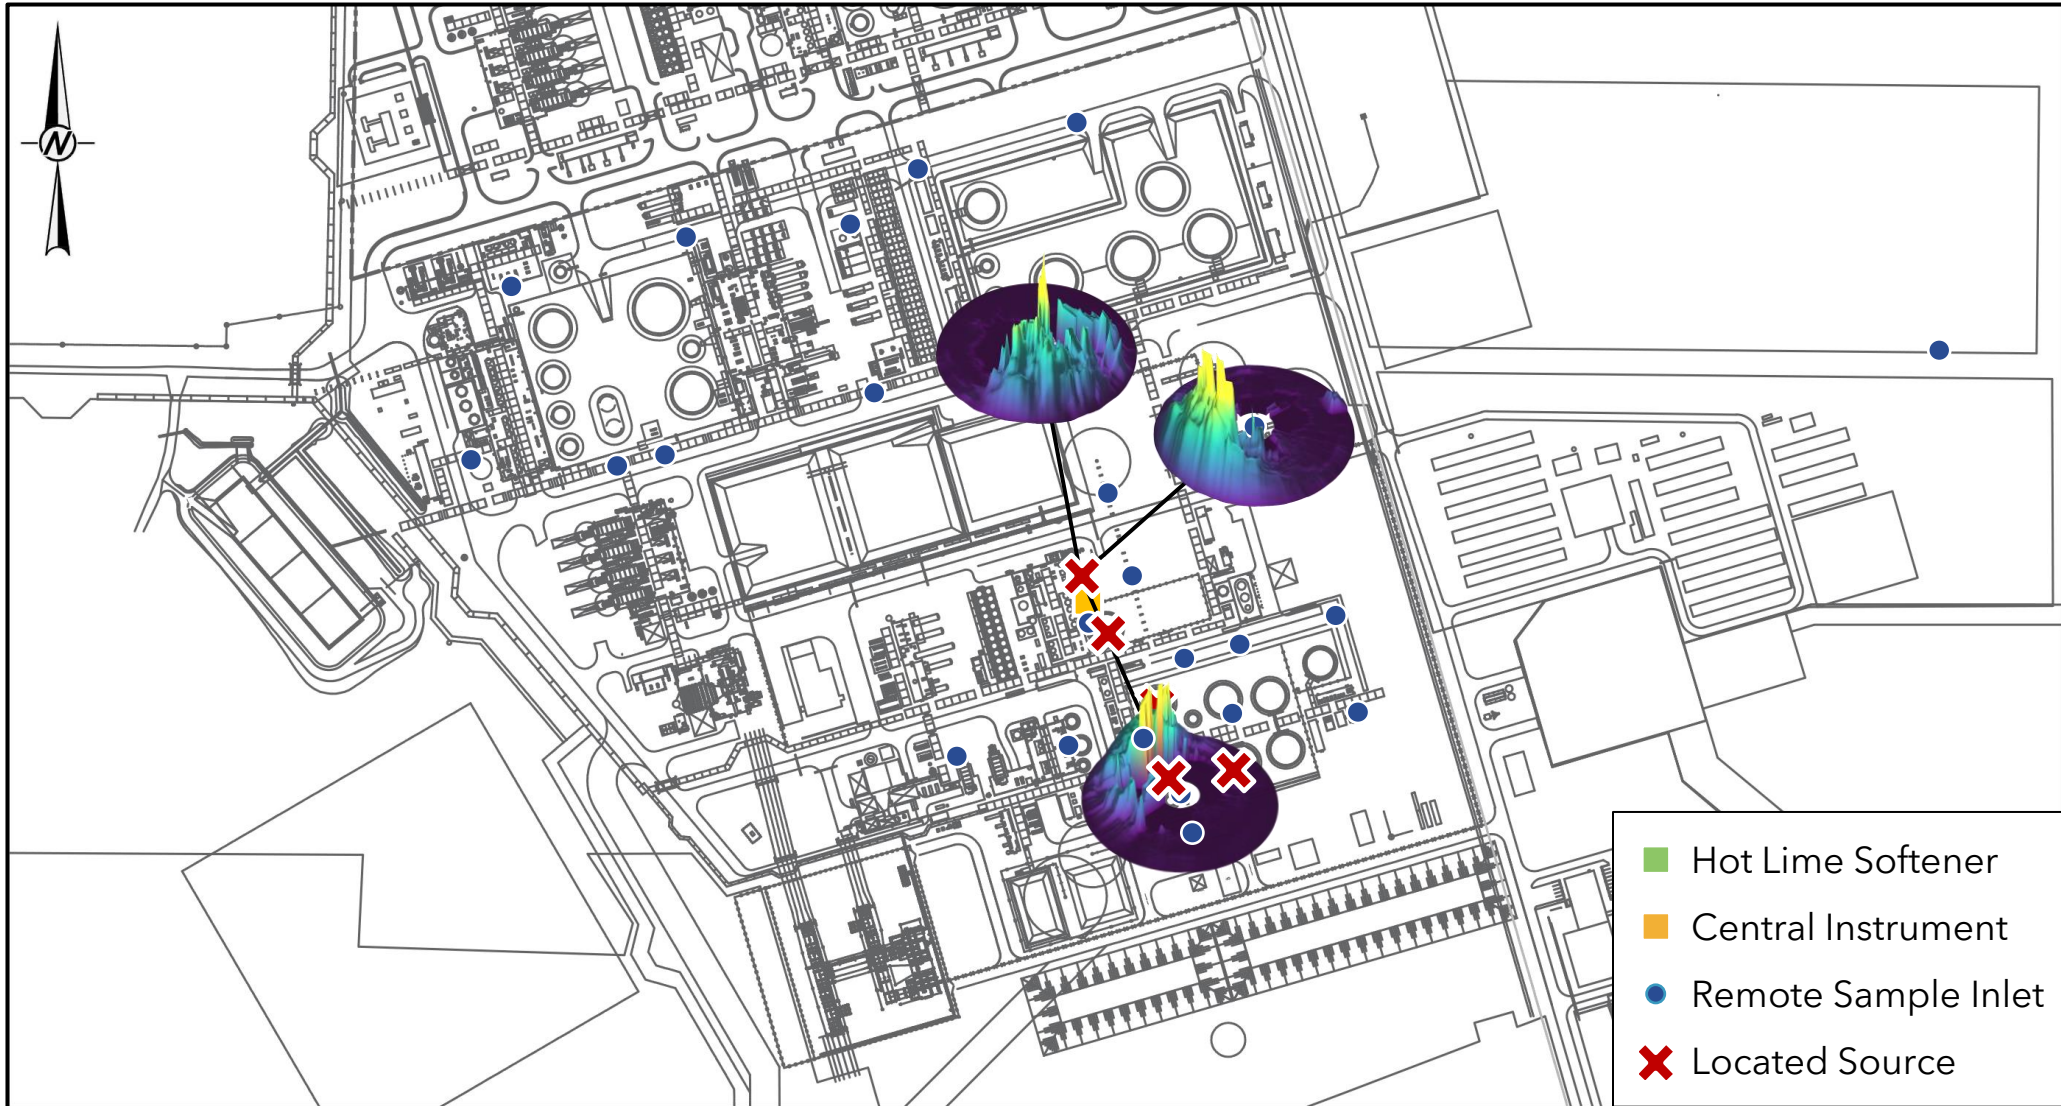 N
Hot Lime Softener
Central Instrument
Remote Sample Inlet
Located Source